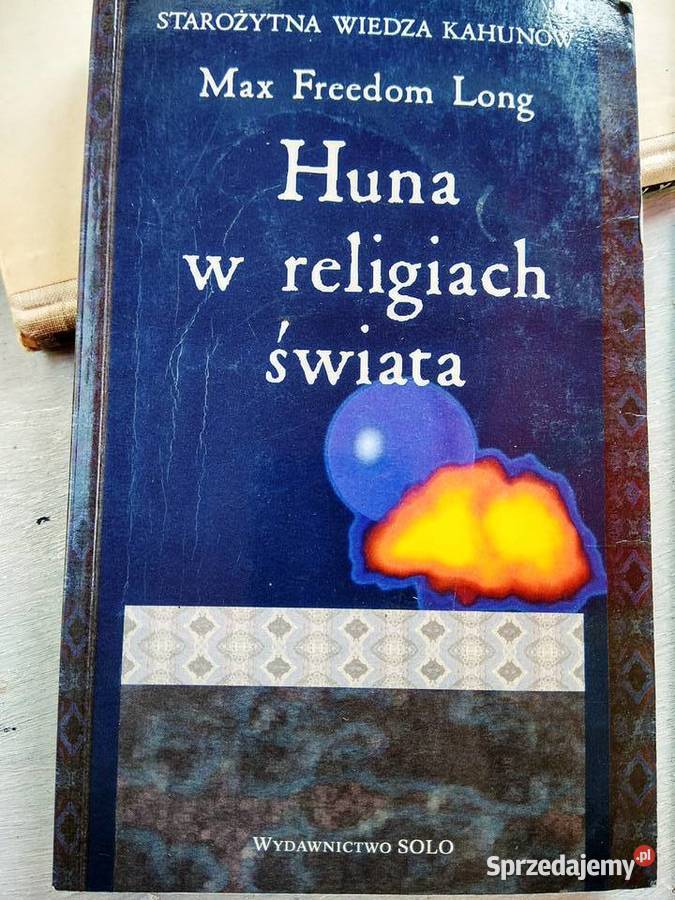 STAROŻYTNA WIEDZA KAHUNÓW
Max Freedom Long
Huna
w religiach
świata
WYDAWNICTWO SOLO
Sprzedajemy.pl